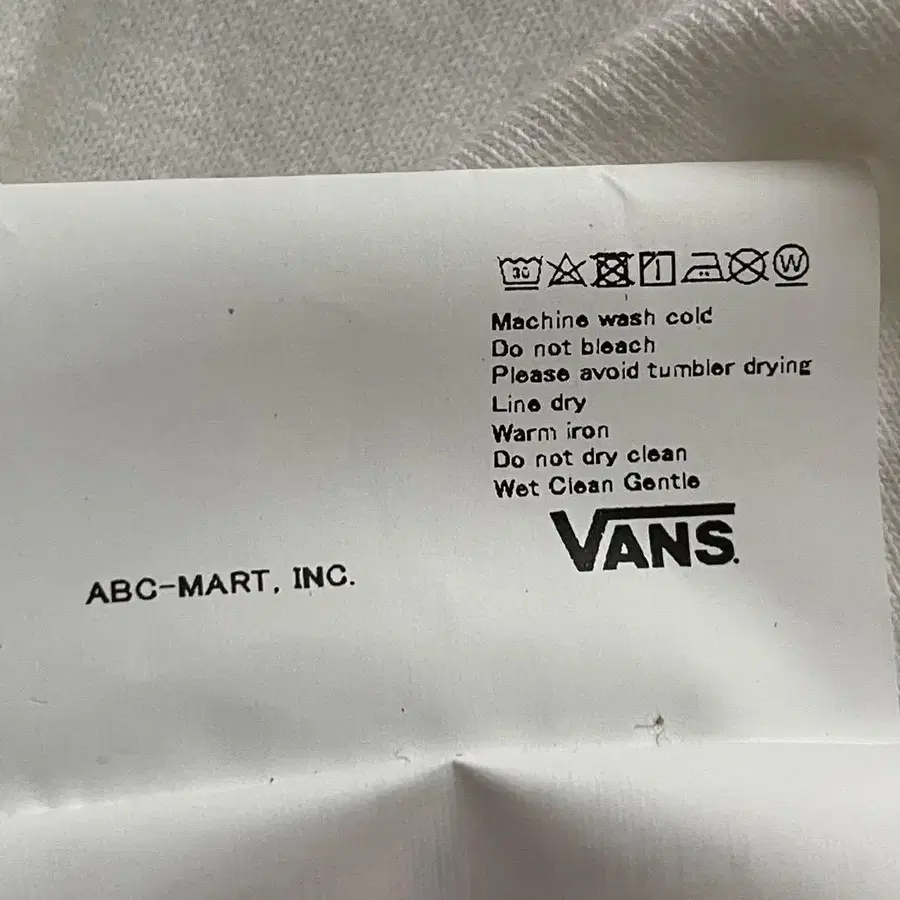 30 W
Machine wash cold
Do not bleach
Please avoid tumbler drying
Line dry
Warm iron
Do not dry clean
Wet Clean Gentle
VANS.
ABC-MART, INC.